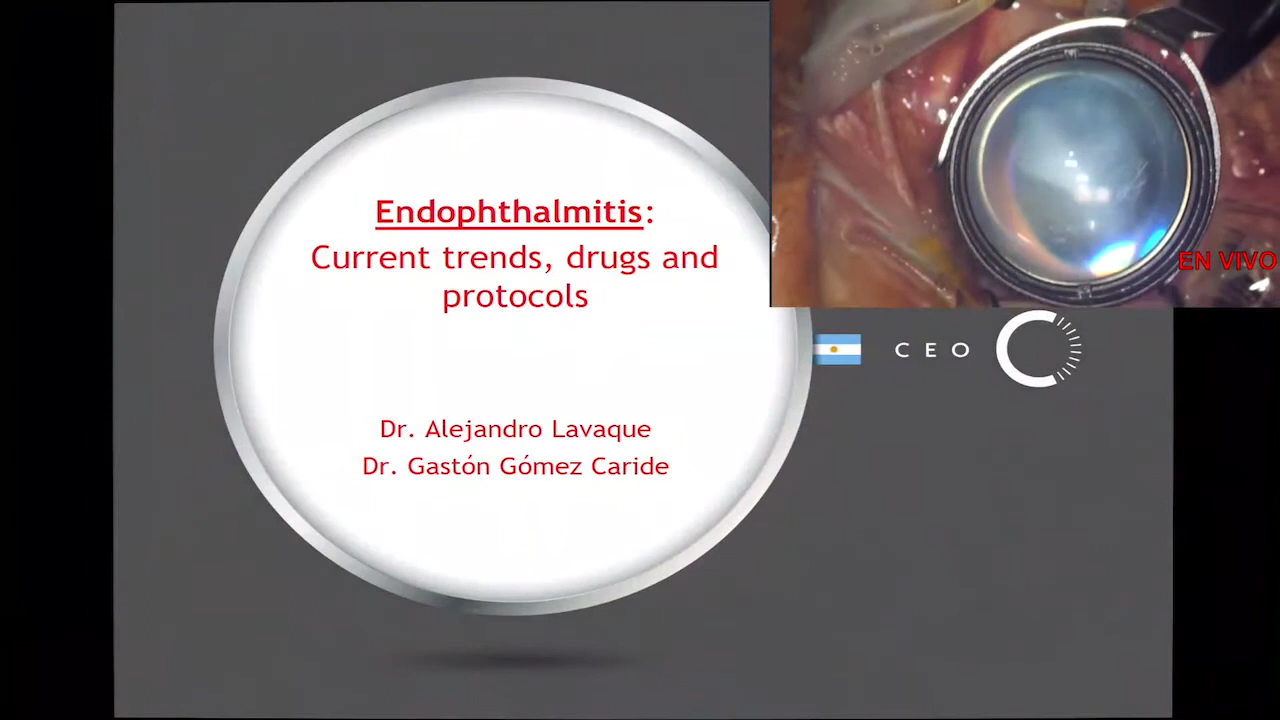 Endophthalmitis:
Current trends, drugs and
protocols
Dr. Alejandro Lavaque
Dr. Gastón Gómez Caride
EN VIVO
CEO